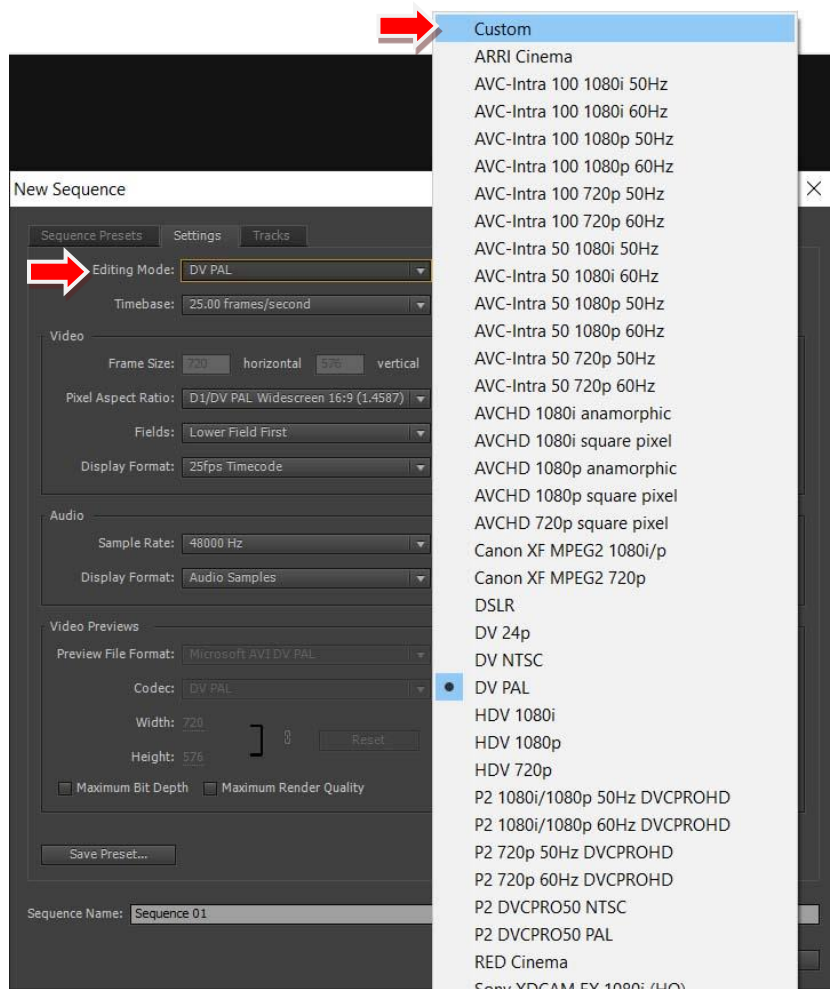 Custom
ARRI Cinema
AVC-Intra 100 1080i 50Hz
AVC-Intra 100 1080i 60Hz
AVC-Intra 100 1080p 50Hz
AVC-Intra 100 1080p 60Hz
AVC-Intra 100 720p 50Hz
AVC-Intra 100 720p 60Hz
AVC-Intra 50 1080i 50Hz
AVC-Intra 50 1080i 60Hz
AVC-Intra 50 1080p 50Hz
AVC-Intra 50 1080p 60Hz
AVC-Intra 50 720p 50Hz
AVC-Intra 50 720p 60Hz
AVCHD 1080i anamorphic
AVCHD 1080i square pixel
AVCHD 1080p anamorphic
AVCHD 1080p square pixel
AVCHD 720p square pixel
Canon XF MPEG2 1080i/p
Canon XF MPEG2 720p
DSLR
DV 24p
DV NTSC
DV PAL
HDV 1080i
HDV 1080p
HDV 720p
P2 1080i/1080p 50Hz DVCPROHD
P2 1080i/1080p 60Hz DVCPROHD
P2 720p 50Hz DVCPROHD
P2 720p 60Hz DVCPROHD
P2 DVCPRO50 NTSC
P2 DVCPRO50 PAL
RED Cinema
Sony XDCAM EX 1080i (HQ)
New Sequence
Sequence Presets Settings Tracks
Editing Mode: DV PAL
Timebase: 25.00 frames/second
Video
Frame Size: 720 horizontal 576 vertical
Pixel Aspect Ratio: D1/DV PAL Widescreen 16:9 (1.4587)
Fields: Lower Field First
Display Format: 25fps Timecode
Audio
Sample Rate: 48000 Hz
Display Format: Audio Samples
Video Previews
Preview File Format: Microsoft AVI DV PAL
Codec: DV PAL
Width: 720
Height: 576
Reset
Maximum Bit Depth Maximum Render Quality
Save Preset...
Sequence Name: Sequence 01